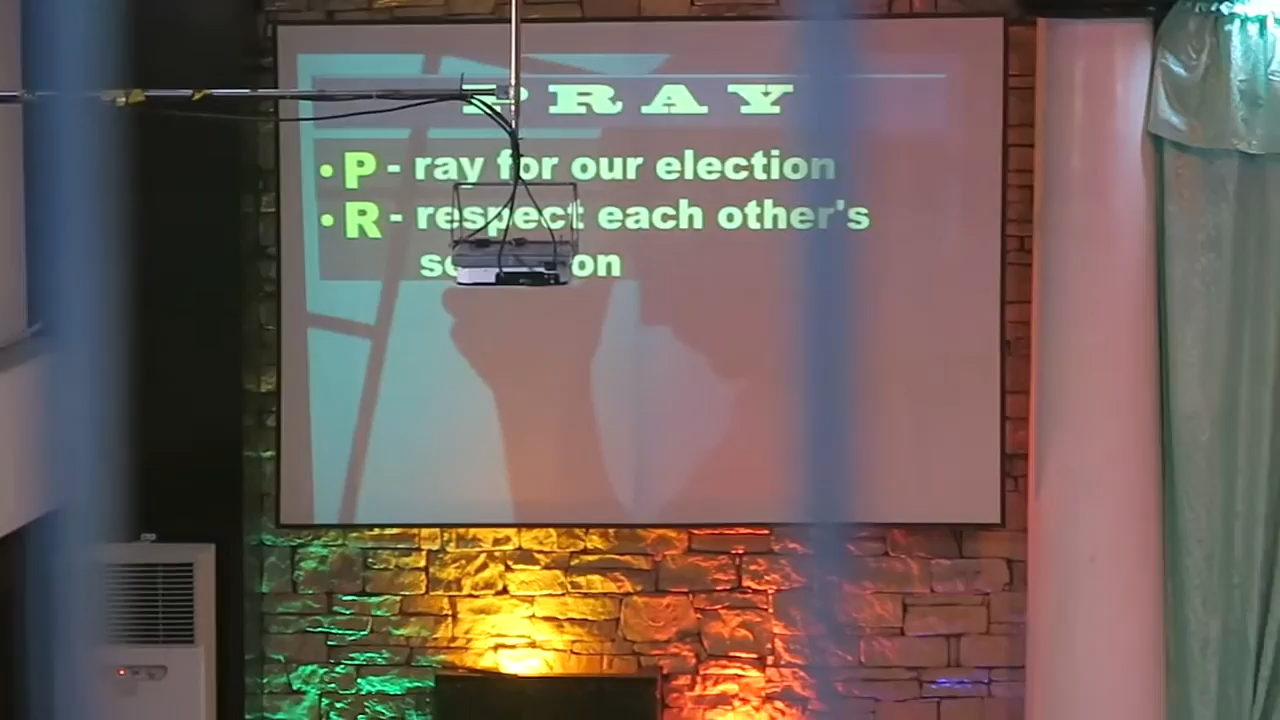 PRAY
• P - ray for our election
• R - respect each other's